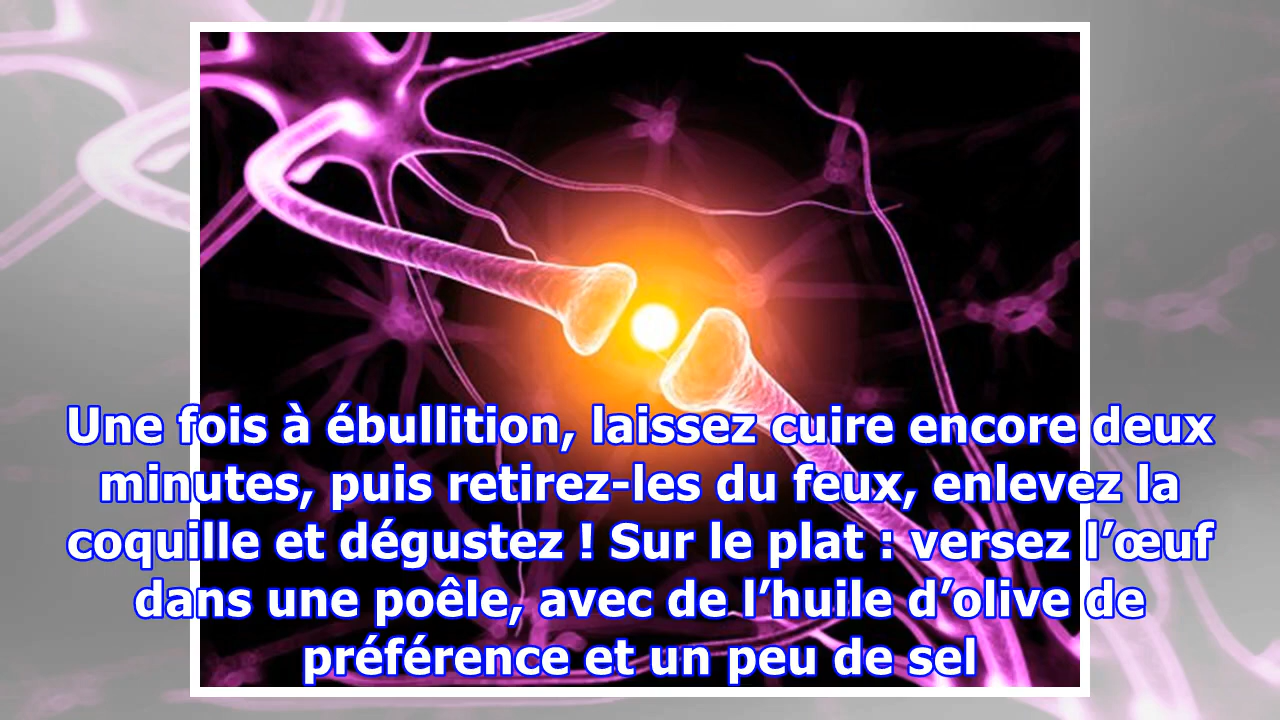 Une fois à ébullition, laissez cuire encore deux
minutes, puis retirez-les du feux, enlevez la
coquille et dégustez ! Sur le plat : versez l’œuf
dans une poêle, avec de l’huile d’olive de
préférence et un peu de sel